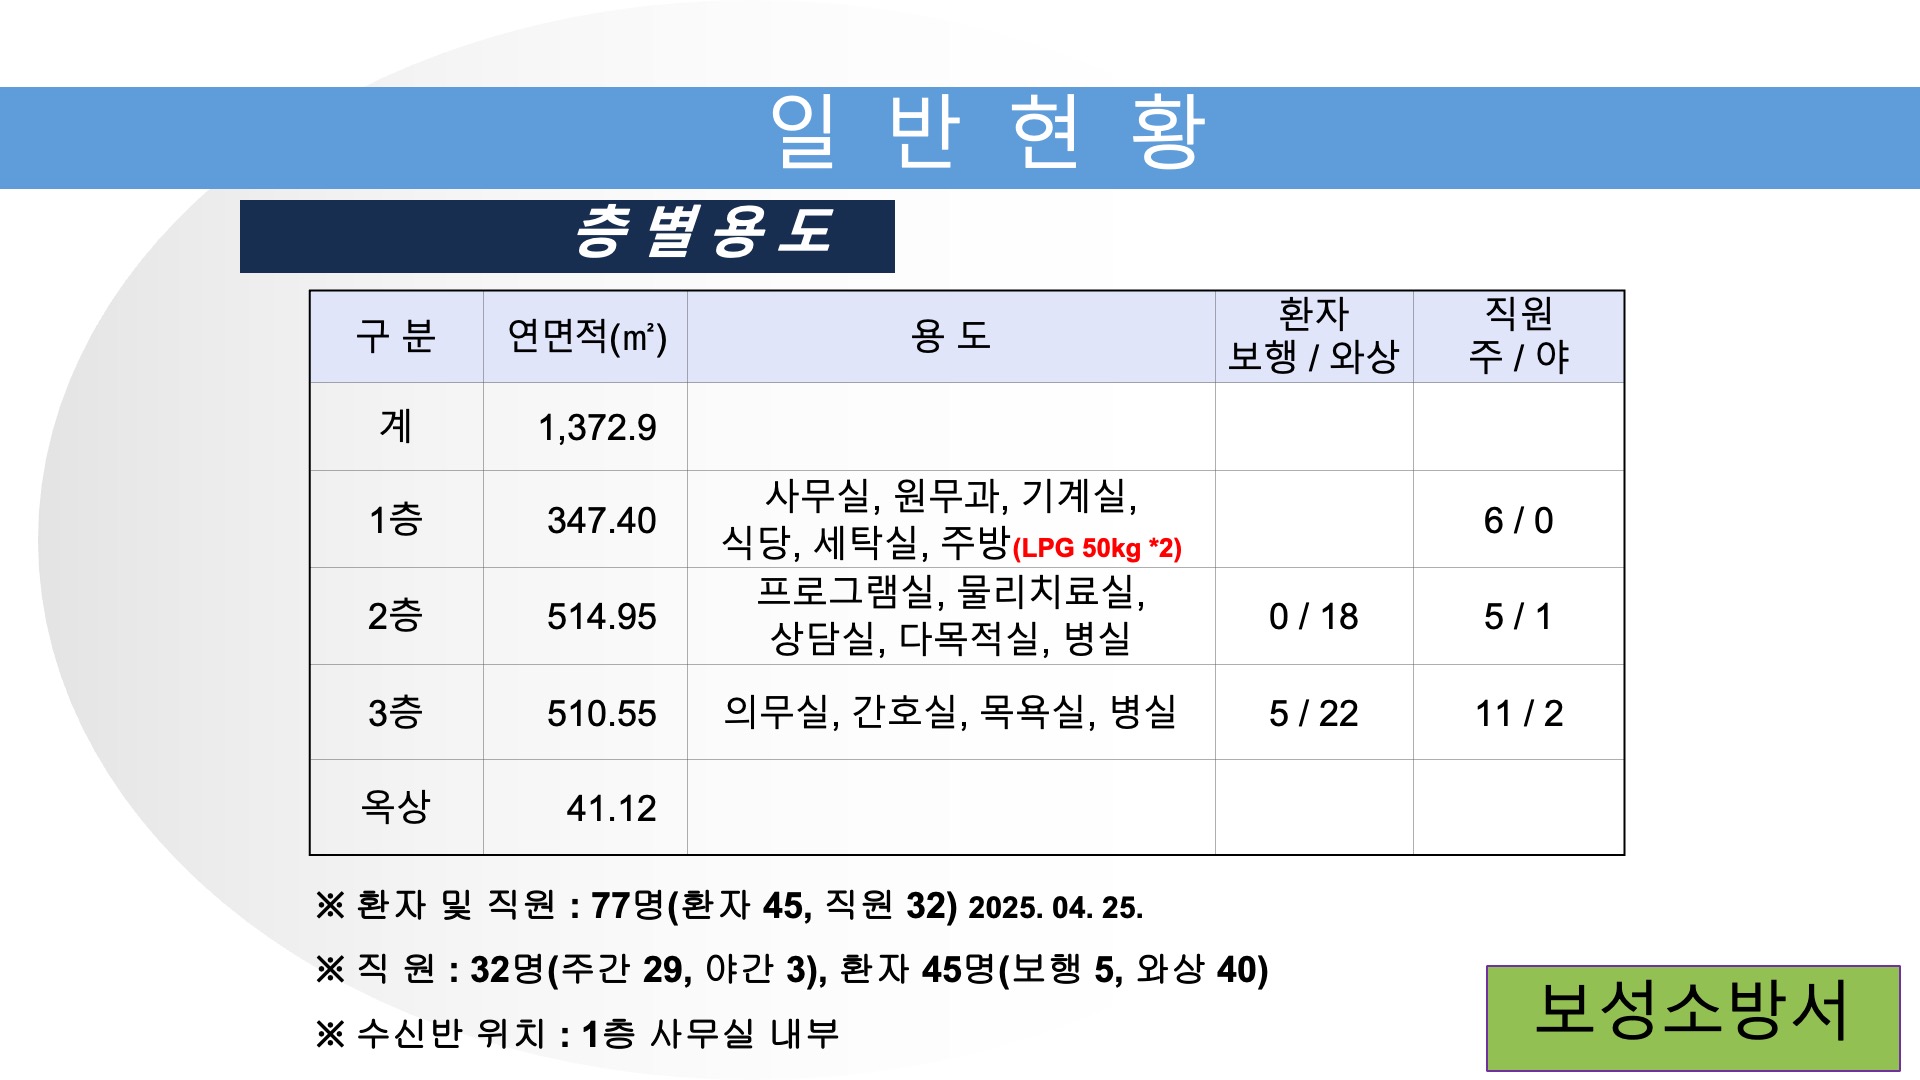 일 반 현 황
층 별 용 도
구 분 연면적(㎡) 용 도 환자 보행 / 와상 직원 주 / 야
계 1,372.9
1층 347.40 사무실, 원무과, 기계실,
식당, 세탁실, 주방(LPG 50kg *2) 6 / 0
2층 514.95 프로그램실, 물리치료실,
상담실, 다목적실, 병실 0 / 18 5 / 1
3층 510.55 의무실, 간호실, 목욕실, 병실 5 / 22 11 / 2
옥상 41.12
※ 환자 및 직원 : 77명(환자 45, 직원 32) 2025. 04. 25.
※ 직 원 : 32명(주간 29, 야간 3), 환자 45명(보행 5, 와상 40)
※ 수신반 위치 : 1층 사무실 내부
보성소방서